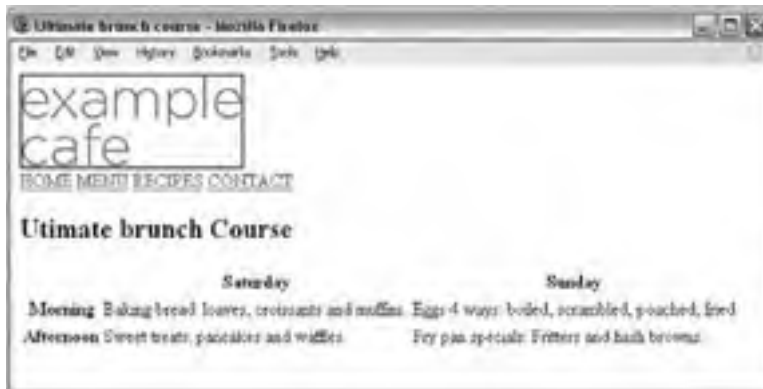 Ultimate brunch course - Mozilla Firefox
File Edit View History Bookmarks Tools Help
example
cafe
HOME MENU RECIPES CONTACT
Utimate brunch Course
Saturday Sunday
Morning Baking bread: loaves, croissants and muffins. Eggs 4 ways: boiled, scrambled, poached, fried.
Afternoon Sweet treats: pancakes and waffles. Fry pan specials: Fritters and hash browns.